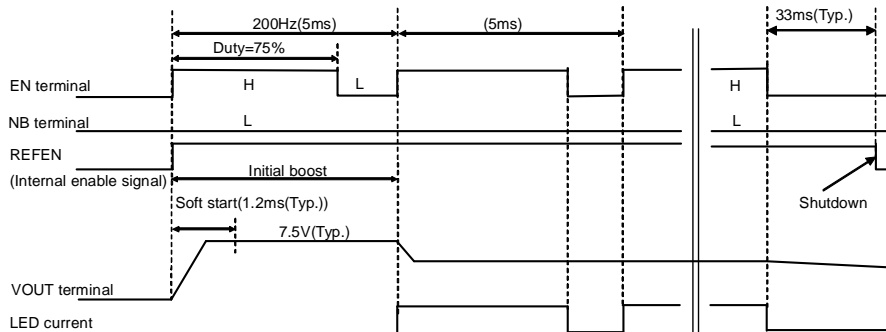 200Hz(5ms)
(5ms)
33ms(Typ.)
Duty=75%
EN terminal
H
L
H
NB terminal
L
L
REFEN
(Internal enable signal)
Initial boost
Shutdown
Soft start(1.2ms(Typ.))
7.5V(Typ.)
VOUT terminal
LED current